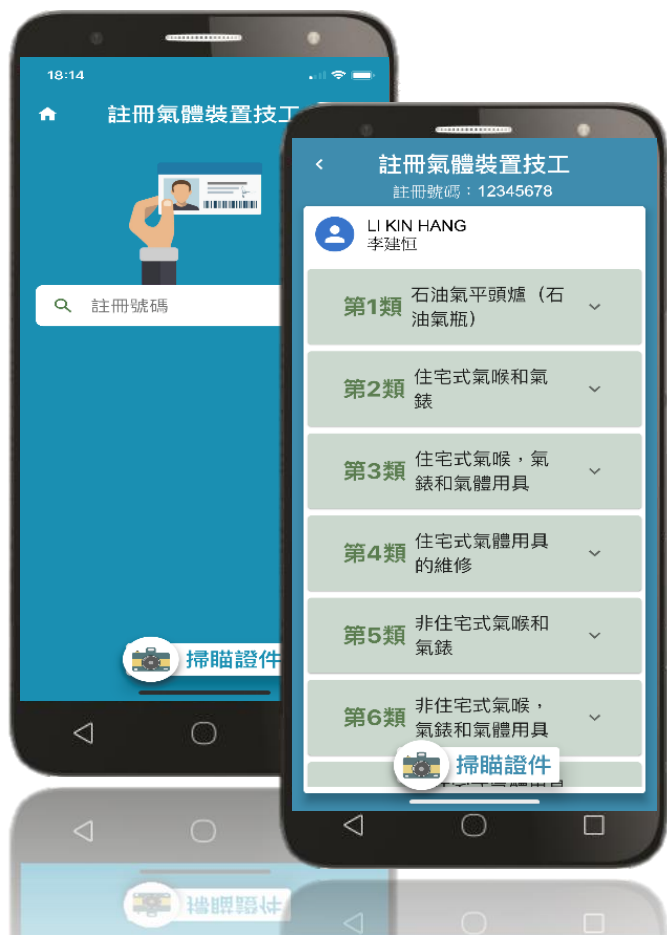 18:14
註冊氣體裝置技工
註冊號碼
掃瞄證件
註冊氣體裝置技工
註冊號碼：12345678
LI KIN HANG
李建恒
第1類 石油氣平頭爐（石
油氣瓶）
第2類 住宅式氣喉和氣
錶
第3類 住宅式氣喉，氣
錶和氣體用具
第4類 住宅式氣體用具
的維修
第5類 非住宅式氣喉和
氣錶
第6類 非住宅式氣喉，
氣錶和氣體用具
掃瞄證件